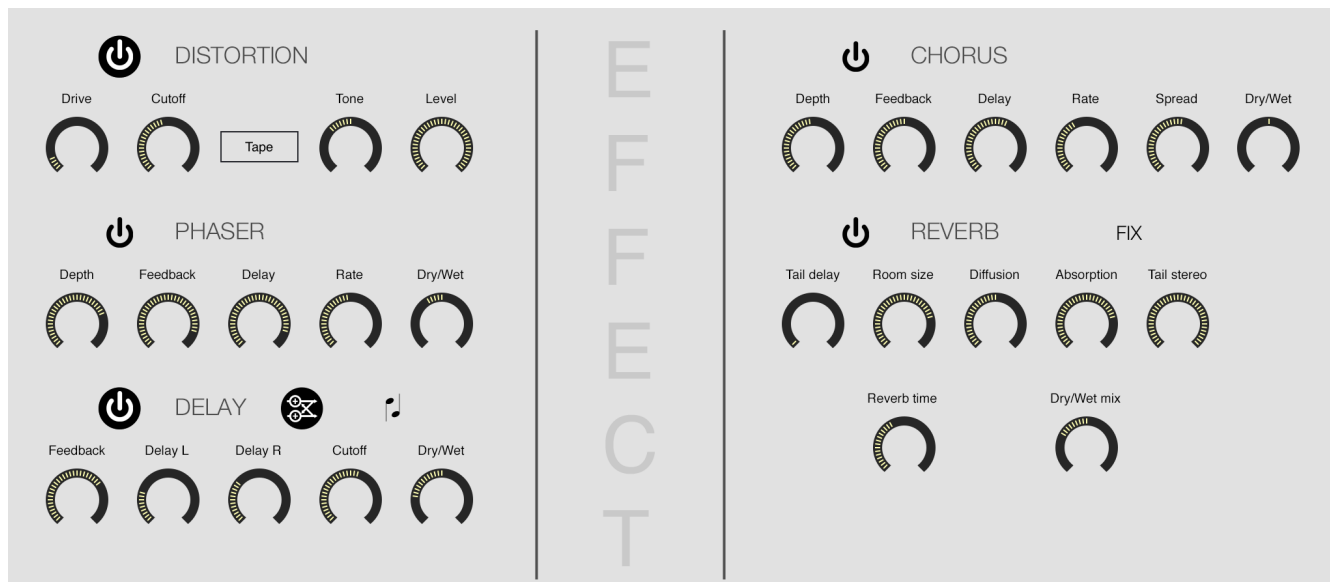 DISTORTION
Drive
Cutoff
Tape
Tone
Level
PHASER
Depth
Feedback
Delay
Rate
Dry/Wet
DELAY
Feedback
Delay L
Delay R
Cutoff
Dry/Wet
E
F
F
E
C
T
CHORUS
Depth
Feedback
Delay
Rate
Spread
Dry/Wet
REVERB
FIX
Tail delay
Room size
Diffusion
Absorption
Tail stereo
Reverb time
Dry/Wet mix